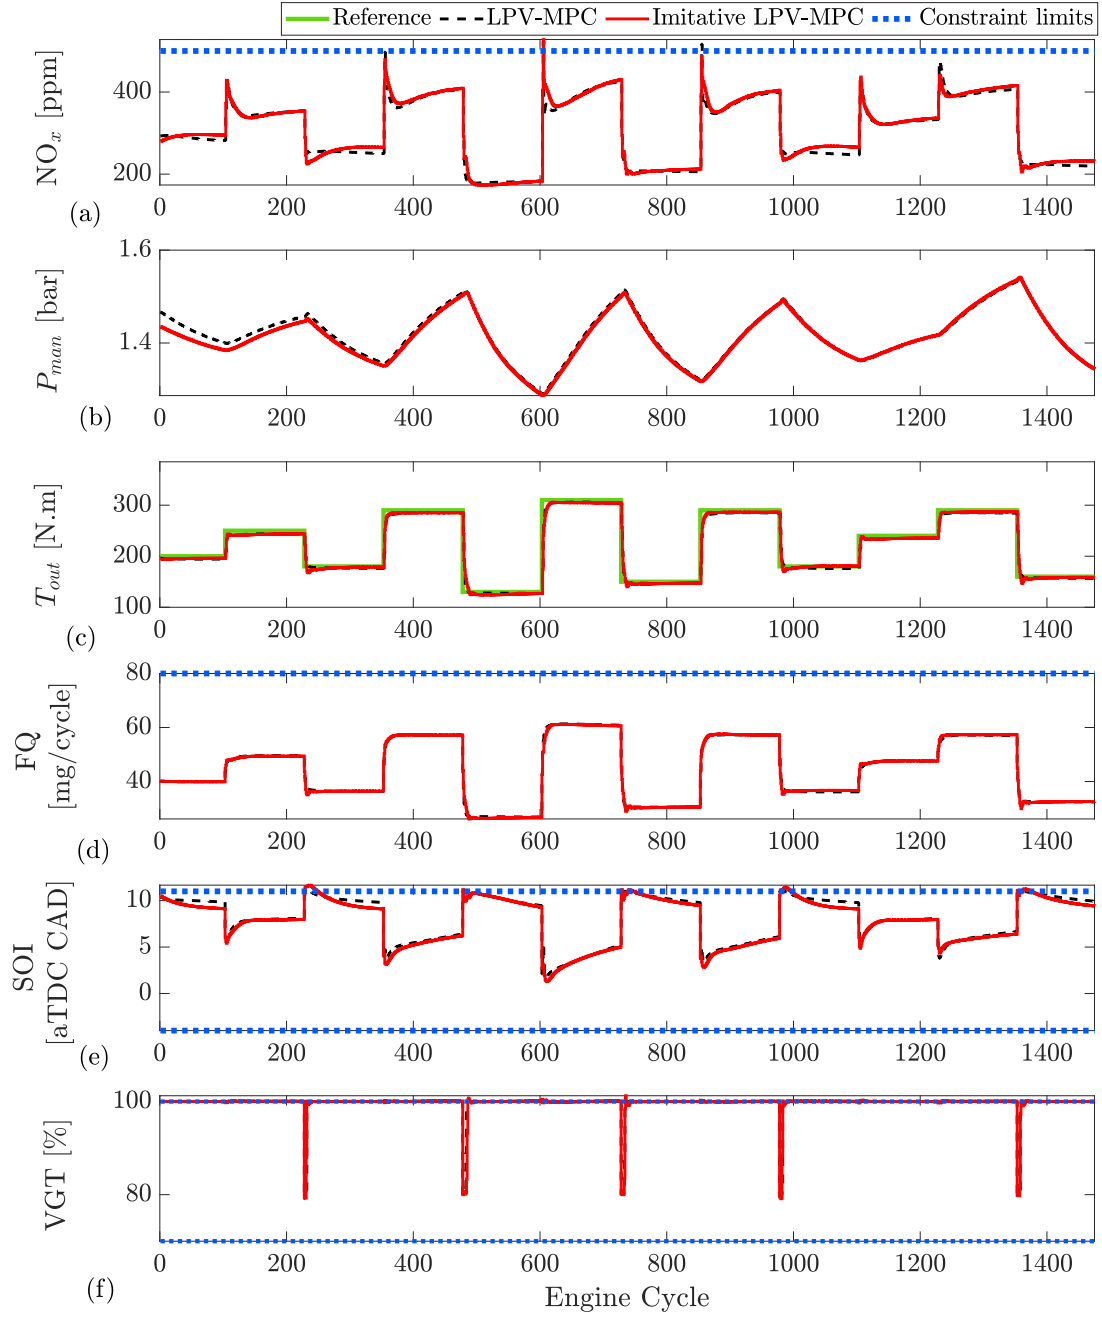 Reference LPV-MPC Imitative LPV-MPC Constraint limits
NOx [ppm]
400
200
0 200 400 600 800 1000 1200 1400
(a)
Pman [bar]
1.6
1.4
0 200 400 600 800 1000 1200 1400
(b)
Tout [N.m]
300
200
100
0 200 400 600 800 1000 1200 1400
(c)
FQ
[mg/cycle]
80
60
40
0 200 400 600 800 1000 1200 1400
(d)
SOI
[aTDC CAD]
10
5
0
0 200 400 600 800 1000 1200 1400
(e)
VGT [%]
100
80
0 200 400 600 800 1000 1200 1400
(f)
Engine Cycle